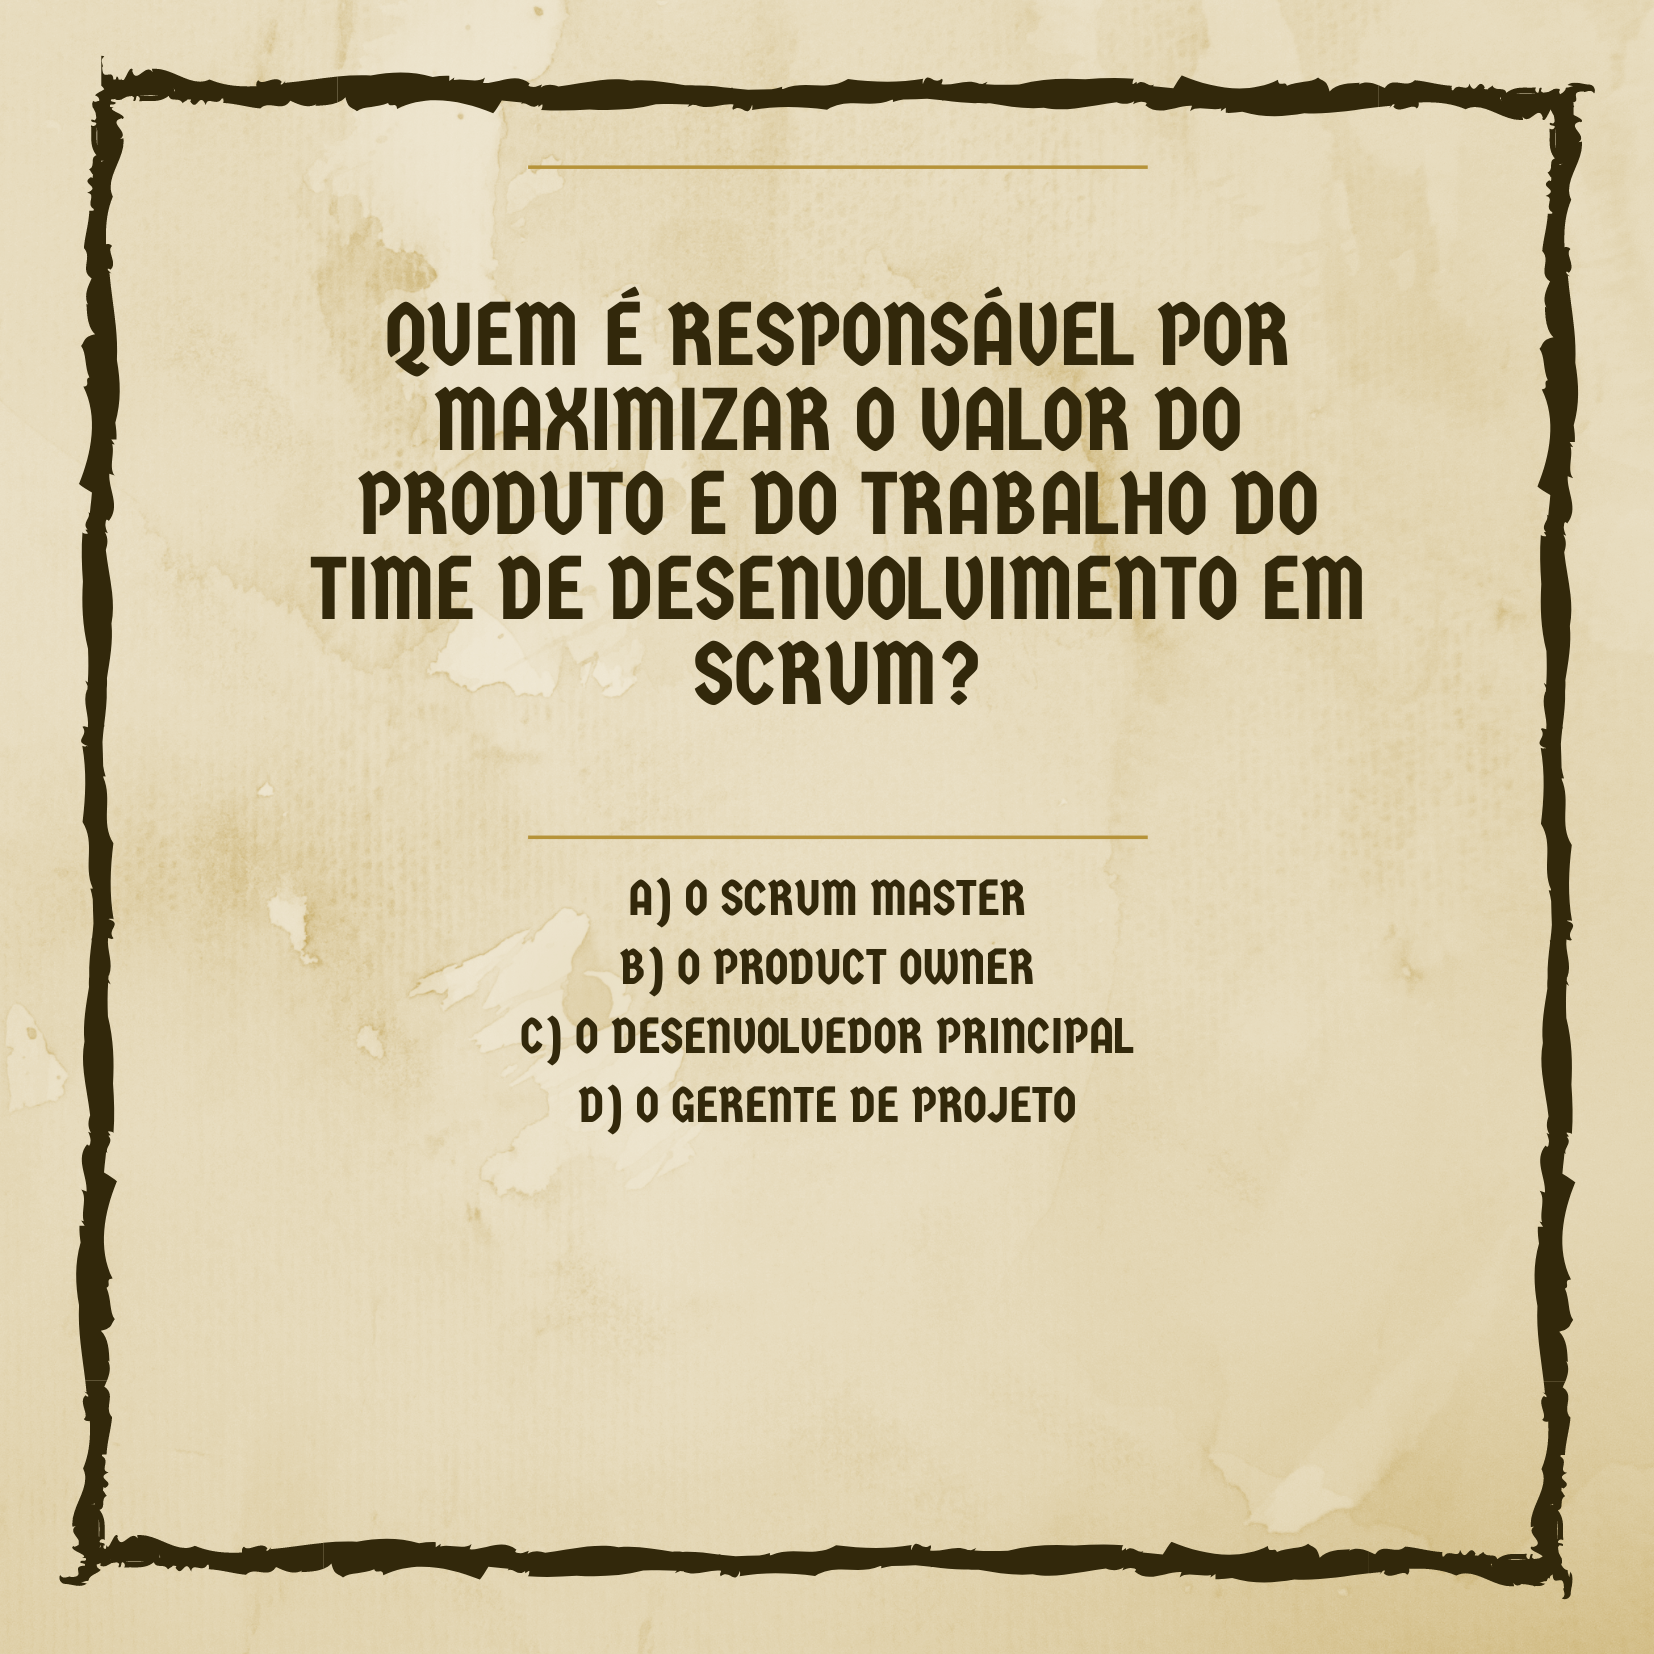 QUEM É RESPONSÁVEL POR
MAXIMIZAR O VALOR DO
PRODUTO E DO TRABALHO DO
TIME DE DESENVOLVIMENTO EM
SCRUM?
A) O SCRUM MASTER
B) O PRODUCT OWNER
C) O DESENVOLVEDOR PRINCIPAL
D) O GERENTE DE PROJETO